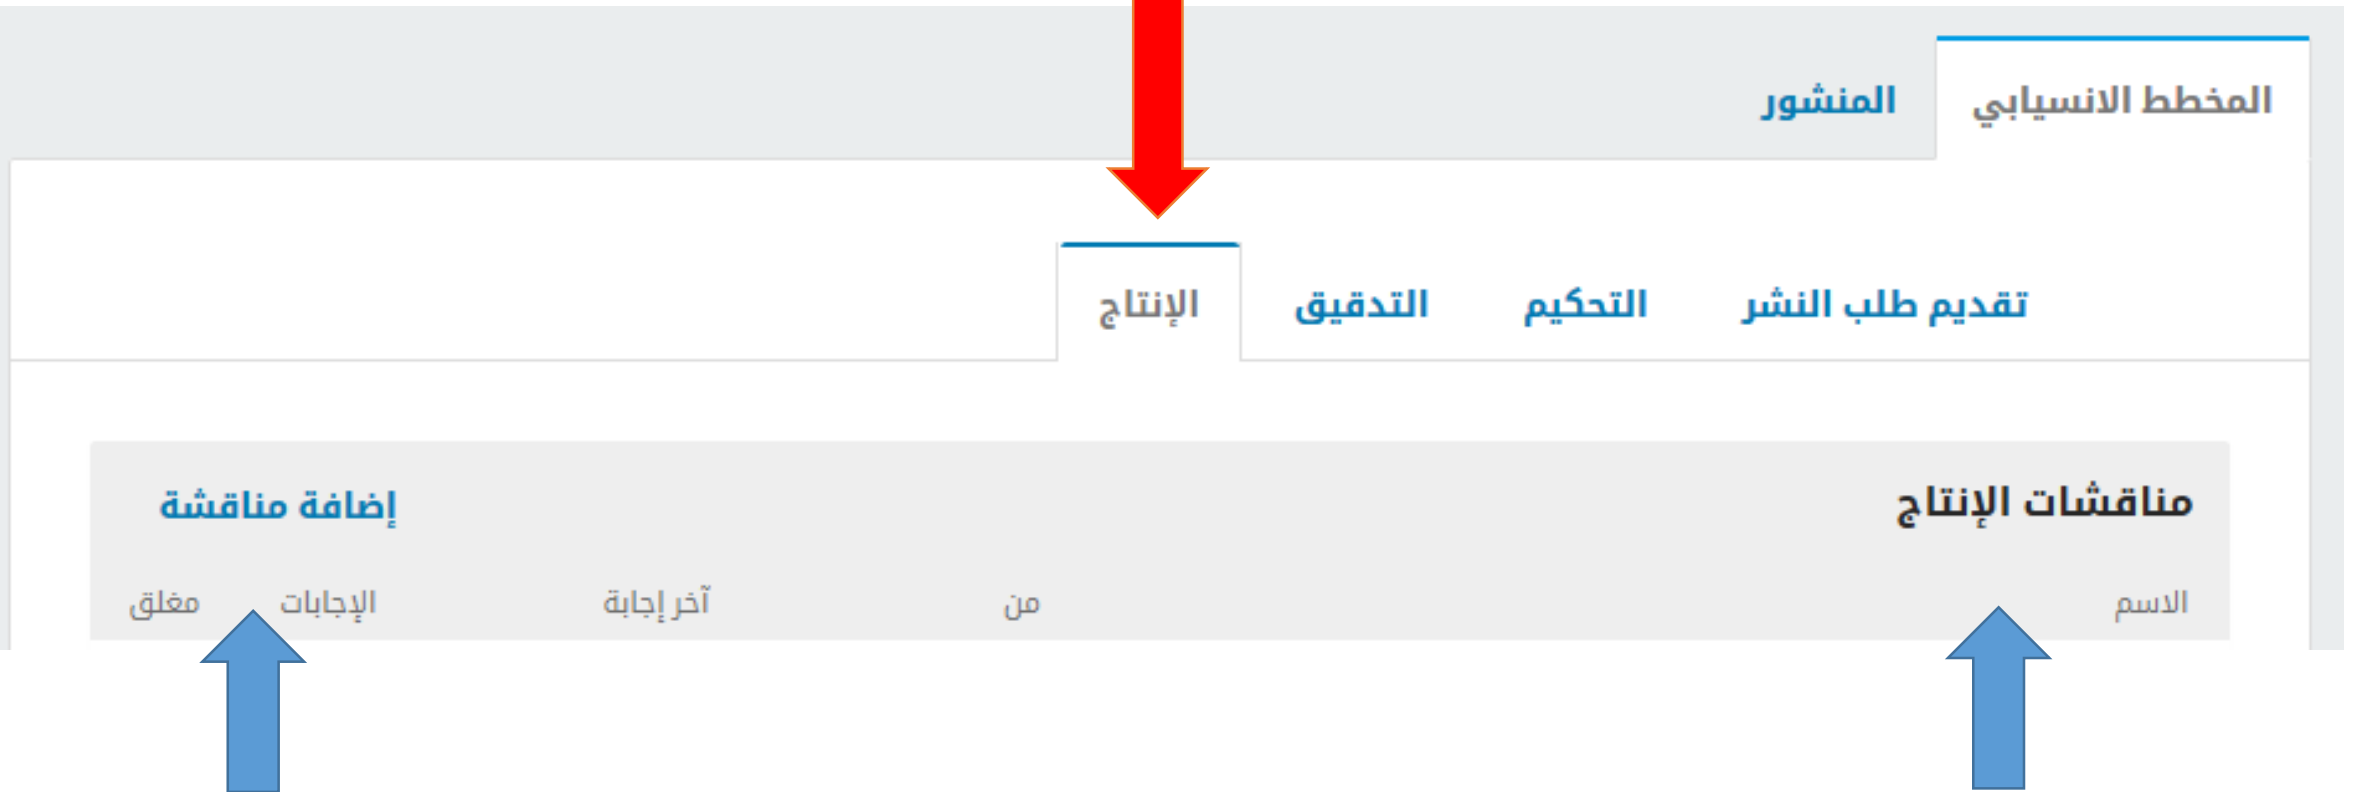 المخطط الانسيابي المنشور
تقديم طلب النشر التحكيم التدقيق الإنتاج
مناقشات الإنتاج إضافة مناقشة
الاسم من آخر إجابة الإجابات مغلق